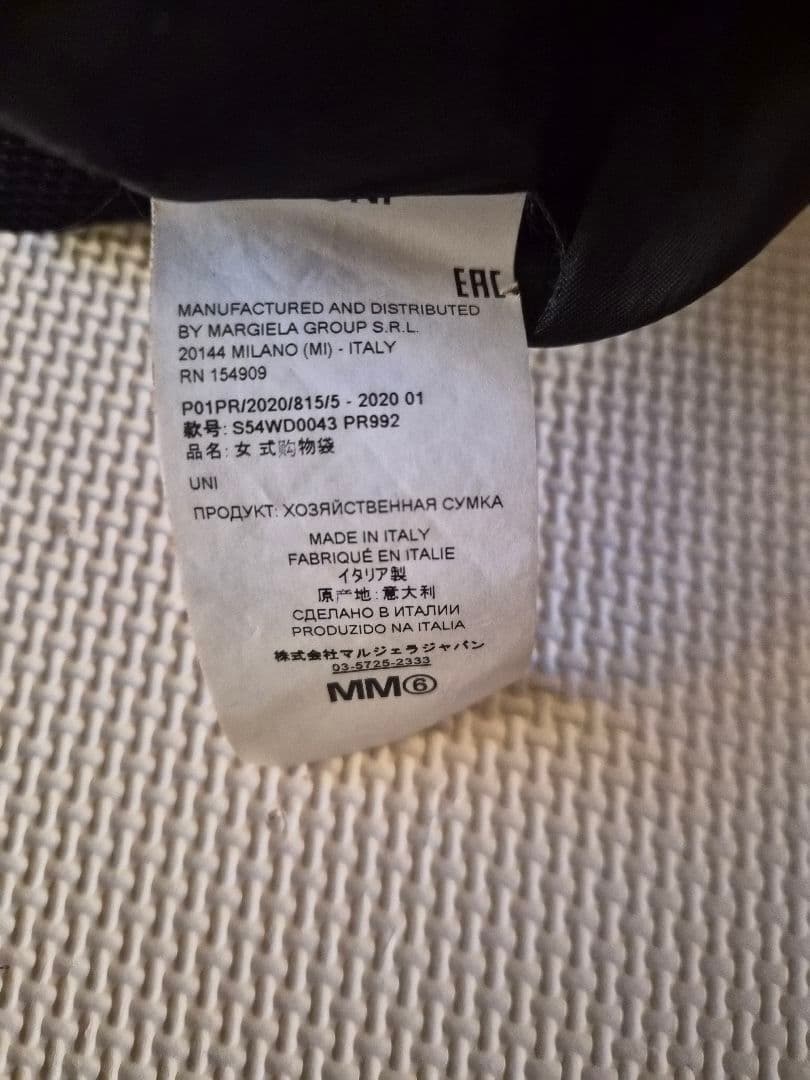 UNI
EAC
MANUFACTURED AND DISTRIBUTED
BY MARGIELA GROUP S.R.L.
20144 MILANO (MI) - ITALY
RN 154909
P01PR/2020/815/5 - 2020 01
款号: S54WD0043 PR992
品名: 女 式购物袋
UNI
ПРОДУКТ: ХОЗЯЙСТВЕННАЯ СУМКА
MADE IN ITALY
FABRIQUÉ EN ITALIE
イタリア製
原产地: 意大利
СДЕЛАНО В ИТАЛИИ
PRODUZIDO NA ITALIA
株式会社マルジェラジャパン
03-5725-2333
MM⑥